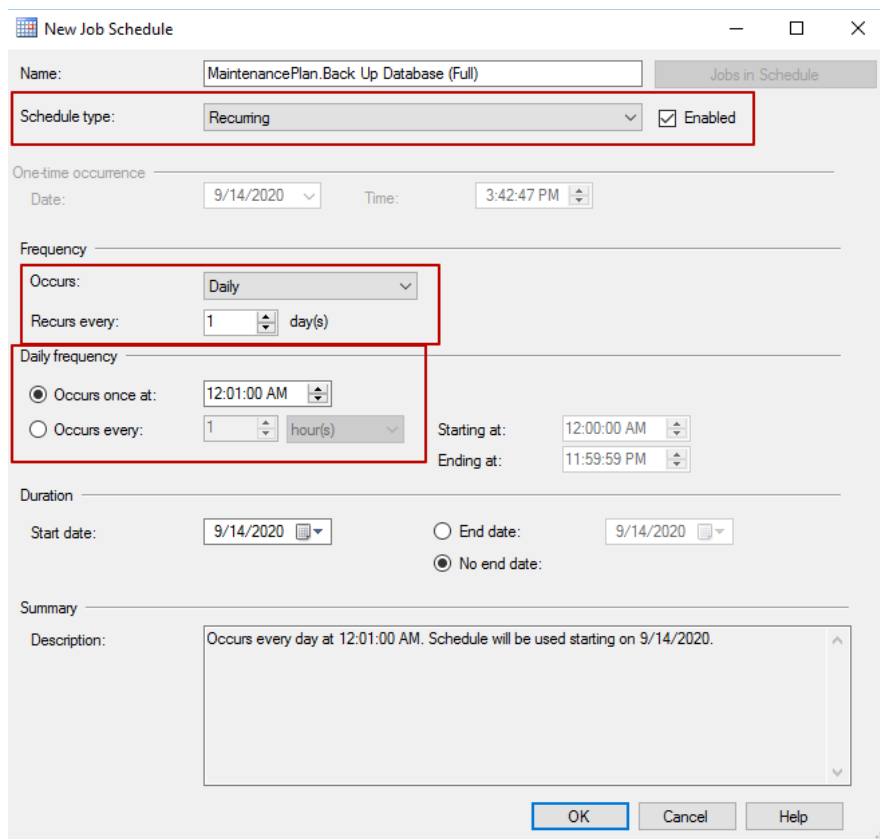 New Job Schedule
Name: MaintenancePlan.Back Up Database (Full) Jobs in Schedule
Schedule type: Recurring Enabled
One-time occurrence
Date: 9/14/2020 Time: 3:42:47 PM
Frequency
Occurs: Daily
Recurs every: 1 day(s)
Daily frequency
Occurs once at: 12:01:00 AM
Occurs every: 1 hour(s) Starting at: 12:00:00 AM
Ending at: 11:59:59 PM
Duration
Start date: 9/14/2020 End date: 9/14/2020
No end date:
Summary
Description: Occurs every day at 12:01:00 AM. Schedule will be used starting on 9/14/2020.
OK Cancel Help